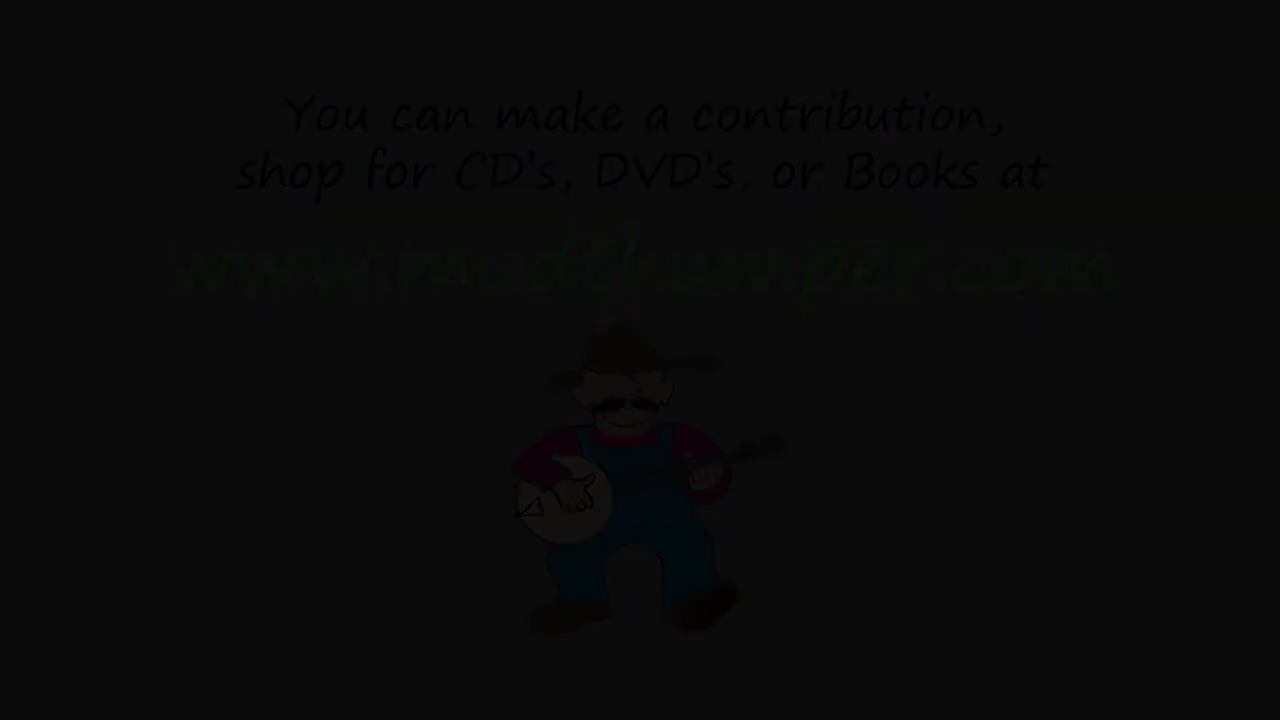 You can make a contribution,
shop for CD's, DVD's, or Books at
www.mudthumper.com